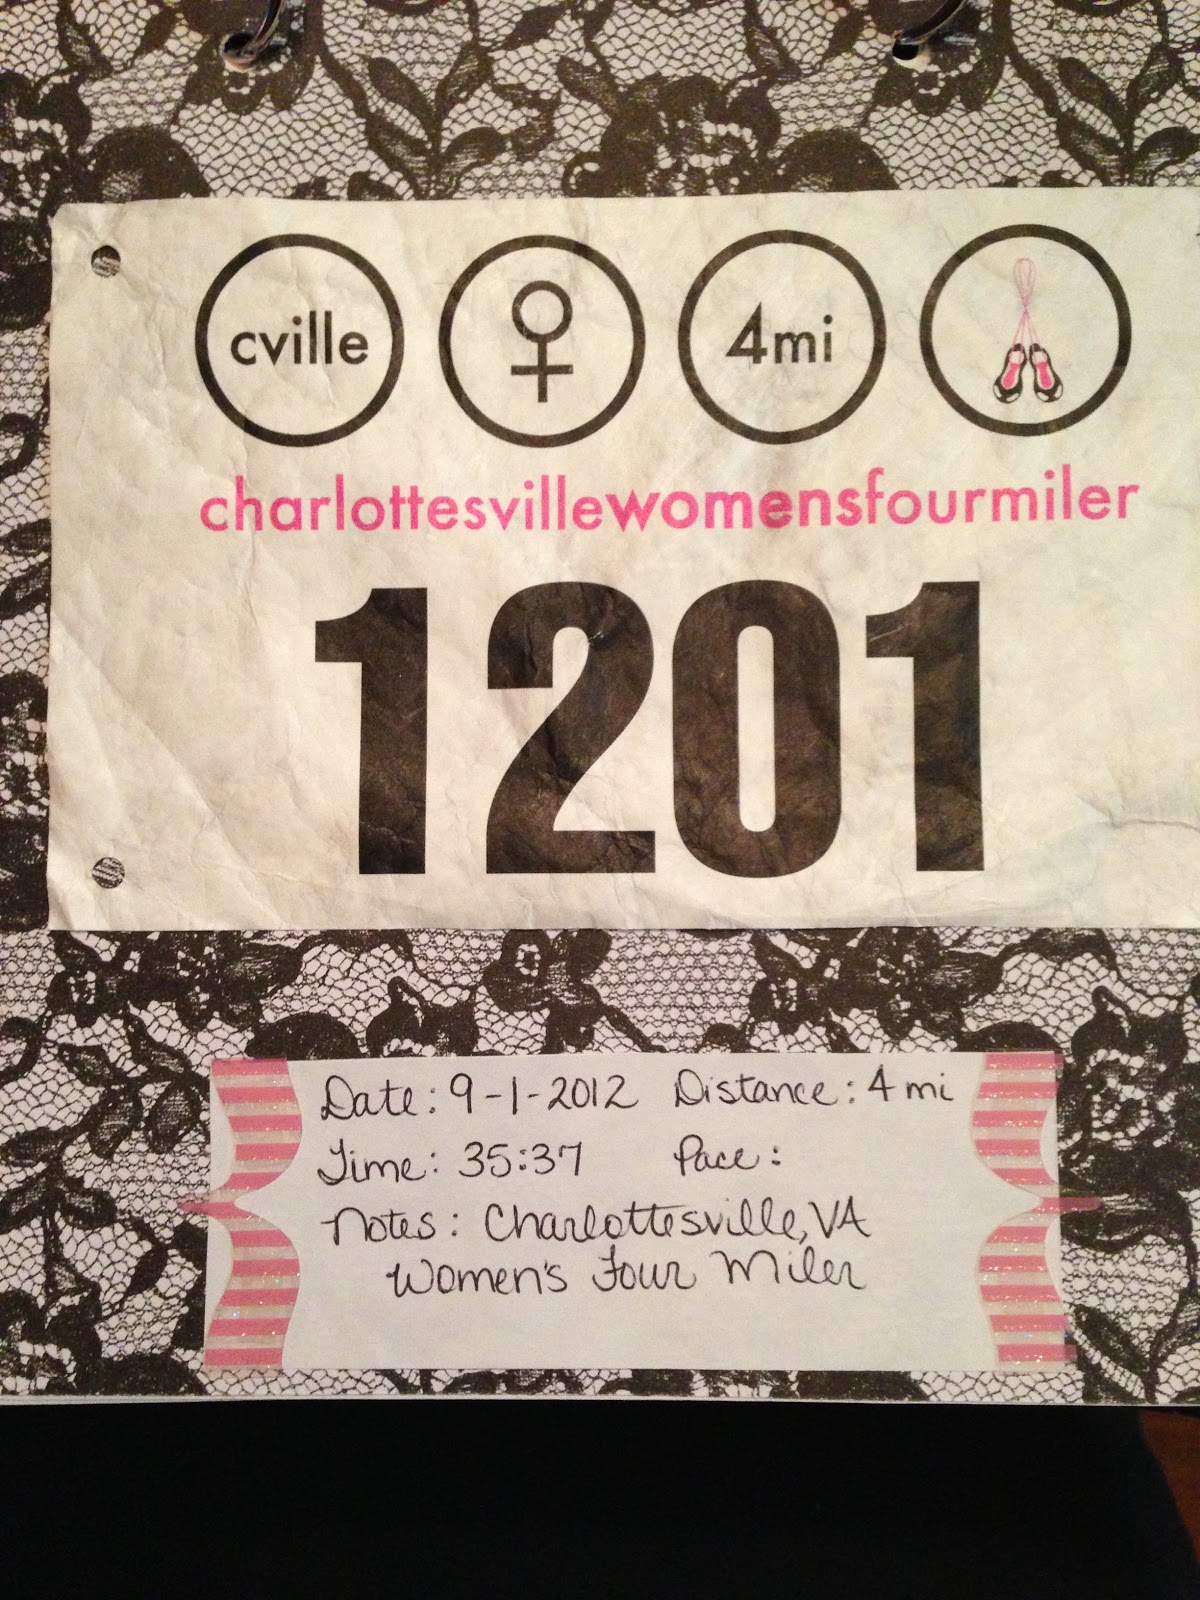 cville 4mi
charlottesvillewomensfourmiler
1201
Date: 9-1-2012 Distance: 4 mi
Time: 35:37 Pace:
Notes: Charlottesville, VA
Women's Four Miler